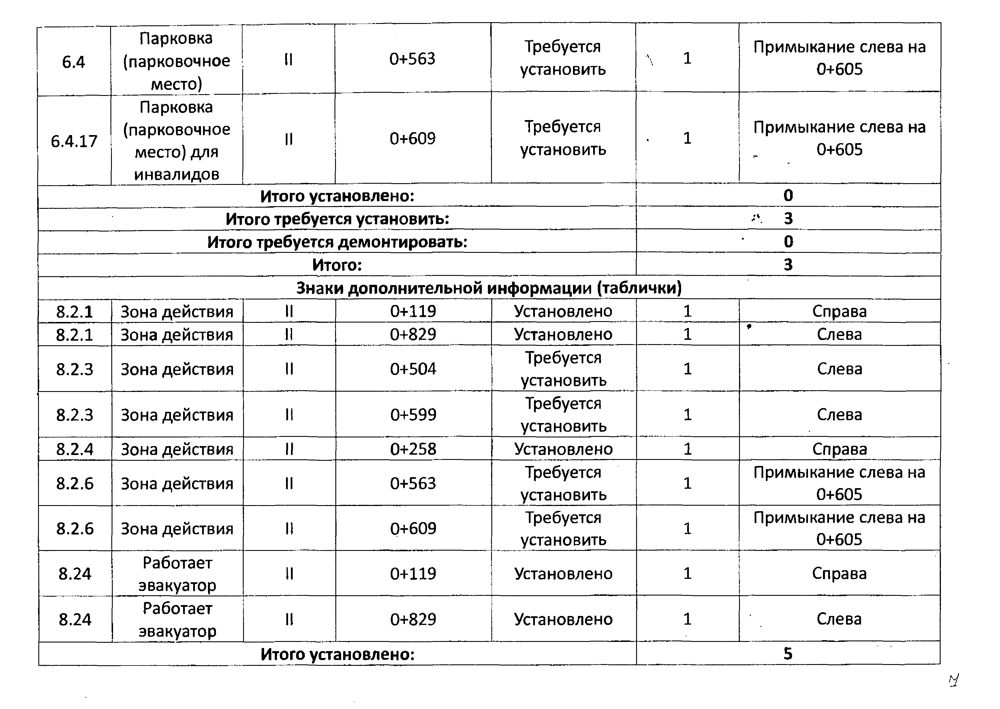 6.4 Парковка (парковочное место) II 0+563 Требуется установить 1 Примыкание слева на 0+605
6.4.17 Парковка (парковочное место) для инвалидов II 0+609 Требуется установить 1 Примыкание слева на 0+605
Итого установлено: 0
Итого требуется установить: 3
Итого требуется демонтировать: 0
Итого: 3
Знаки дополнительной информации (таблички)
8.2.1 Зона действия II 0+119 Установлено 1 Справа
8.2.1 Зона действия II 0+829 Установлено 1 Слева
8.2.3 Зона действия II 0+504 Требуется установить 1 Слева
8.2.3 Зона действия II 0+599 Требуется установить 1 Слева
8.2.4 Зона действия II 0+258 Установлено 1 Справа
8.2.6 Зона действия II 0+563 Требуется установить 1 Примыкание слева на 0+605
8.2.6 Зона действия II 0+609 Требуется установить 1 Примыкание слева на 0+605
8.24 Работает эвакуатор II 0+119 Установлено 1 Справа
8.24 Работает эвакуатор II 0+829 Установлено 1 Слева
Итого установлено: 5